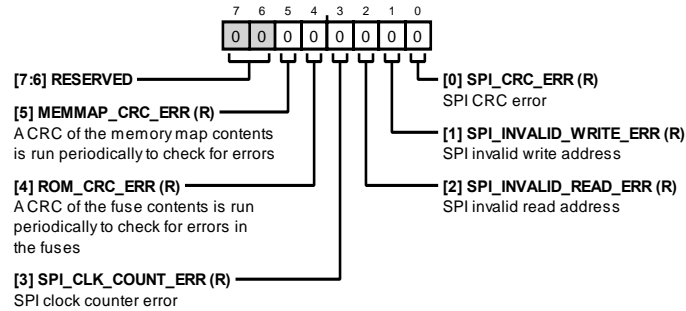 7 6 5 4 3 2 1 0
0 0 0 0 0 0 0 0
[7:6] RESERVED
[5] MEMMAP_CRC_ERR (R)
A CRC of the memory map contents
is run periodically to check for errors
[4] ROM_CRC_ERR (R)
A CRC of the fuse contents is run
periodically to check for errors in
the fuses
[3] SPI_CLK_COUNT_ERR (R)
SPI clock counter error
[0] SPI_CRC_ERR (R)
SPI CRC error
[1] SPI_INVALID_WRITE_ERR (R)
SPI invalid write address
[2] SPI_INVALID_READ_ERR (R)
SPI invalid read address